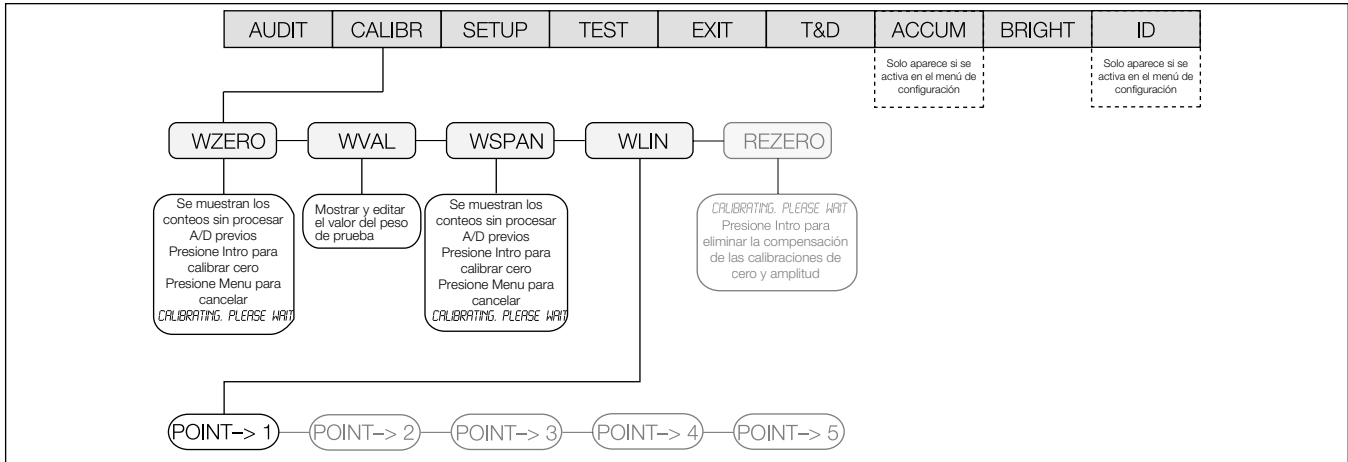 AUDIT CALIBR SETUP TEST EXIT T&D ACCUM BRIGHT ID
Solo aparece si se
activa en el menú de
configuración
Solo aparece si se
activa en el menú de
configuración
WZERO WVAL WSPAN WLIN REZERO
Se muestran los
conteos sin procesar
A/D previos
Presione Intro para
calibrar cero
Presione Menu para
cancelar
CALIBRATING. PLEASE WAIT
Mostrar y editar
el valor del peso
de prueba
Se muestran los
conteos sin procesar
A/D previos
Presione Intro para
calibrar cero
Presione Menu para
cancelar
CALIBRATING. PLEASE WAIT
CALIBRATING. PLEASE WAIT
Presione Intro para
eliminar la compensación
de las calibraciones de
cero y amplitud
POINT–> 1 POINT–> 2 POINT–> 3 POINT–> 4 POINT–> 5